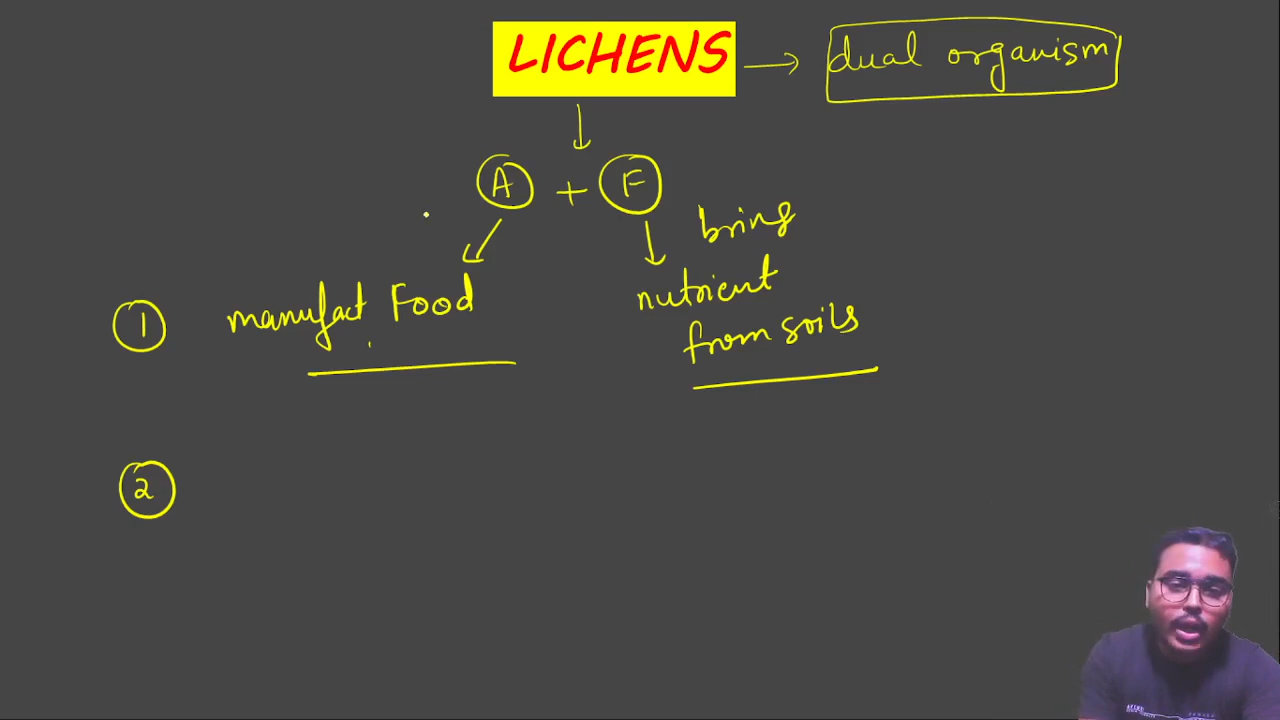 LICHENS → dual organism
A + F
bring
① manufact Food
nutrient
from soils
②